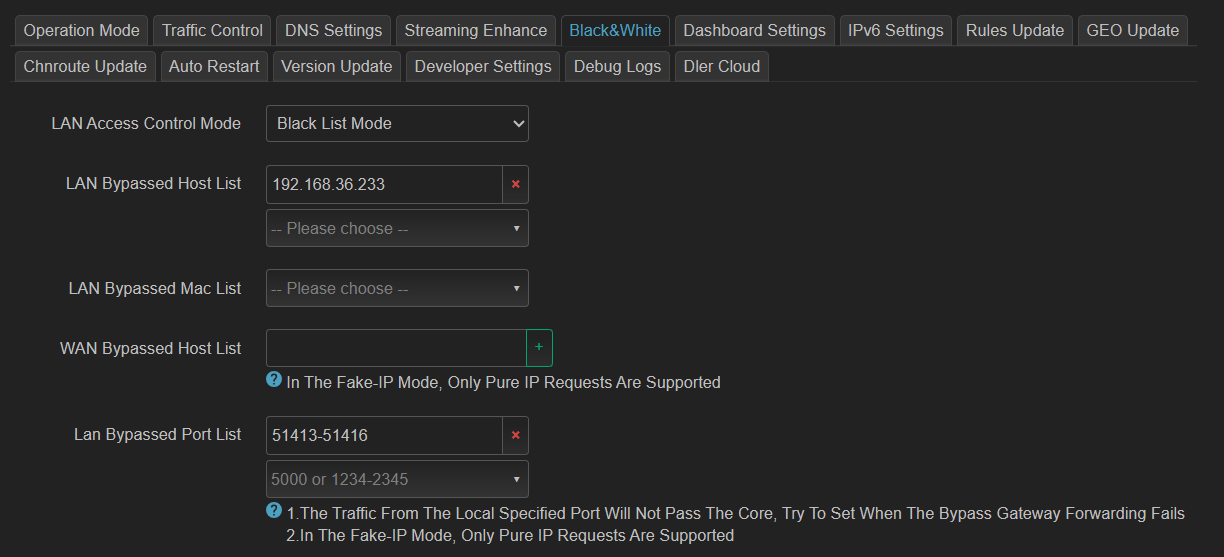 Operation Mode Traffic Control DNS Settings Streaming Enhance Black&White Dashboard Settings IPv6 Settings Rules Update GEO Update
Chnroute Update Auto Restart Version Update Developer Settings Debug Logs Dler Cloud
LAN Access Control Mode Black List Mode
LAN Bypassed Host List 192.168.36.233 ×
-- Please choose --
LAN Bypassed Mac List -- Please choose --
WAN Bypassed Host List +
? In The Fake-IP Mode, Only Pure IP Requests Are Supported
Lan Bypassed Port List 51413-51416 ×
5000 or 1234-2345
? 1.The Traffic From The Local Specified Port Will Not Pass The Core, Try To Set When The Bypass Gateway Forwarding Fails
2.In The Fake-IP Mode, Only Pure IP Requests Are Supported